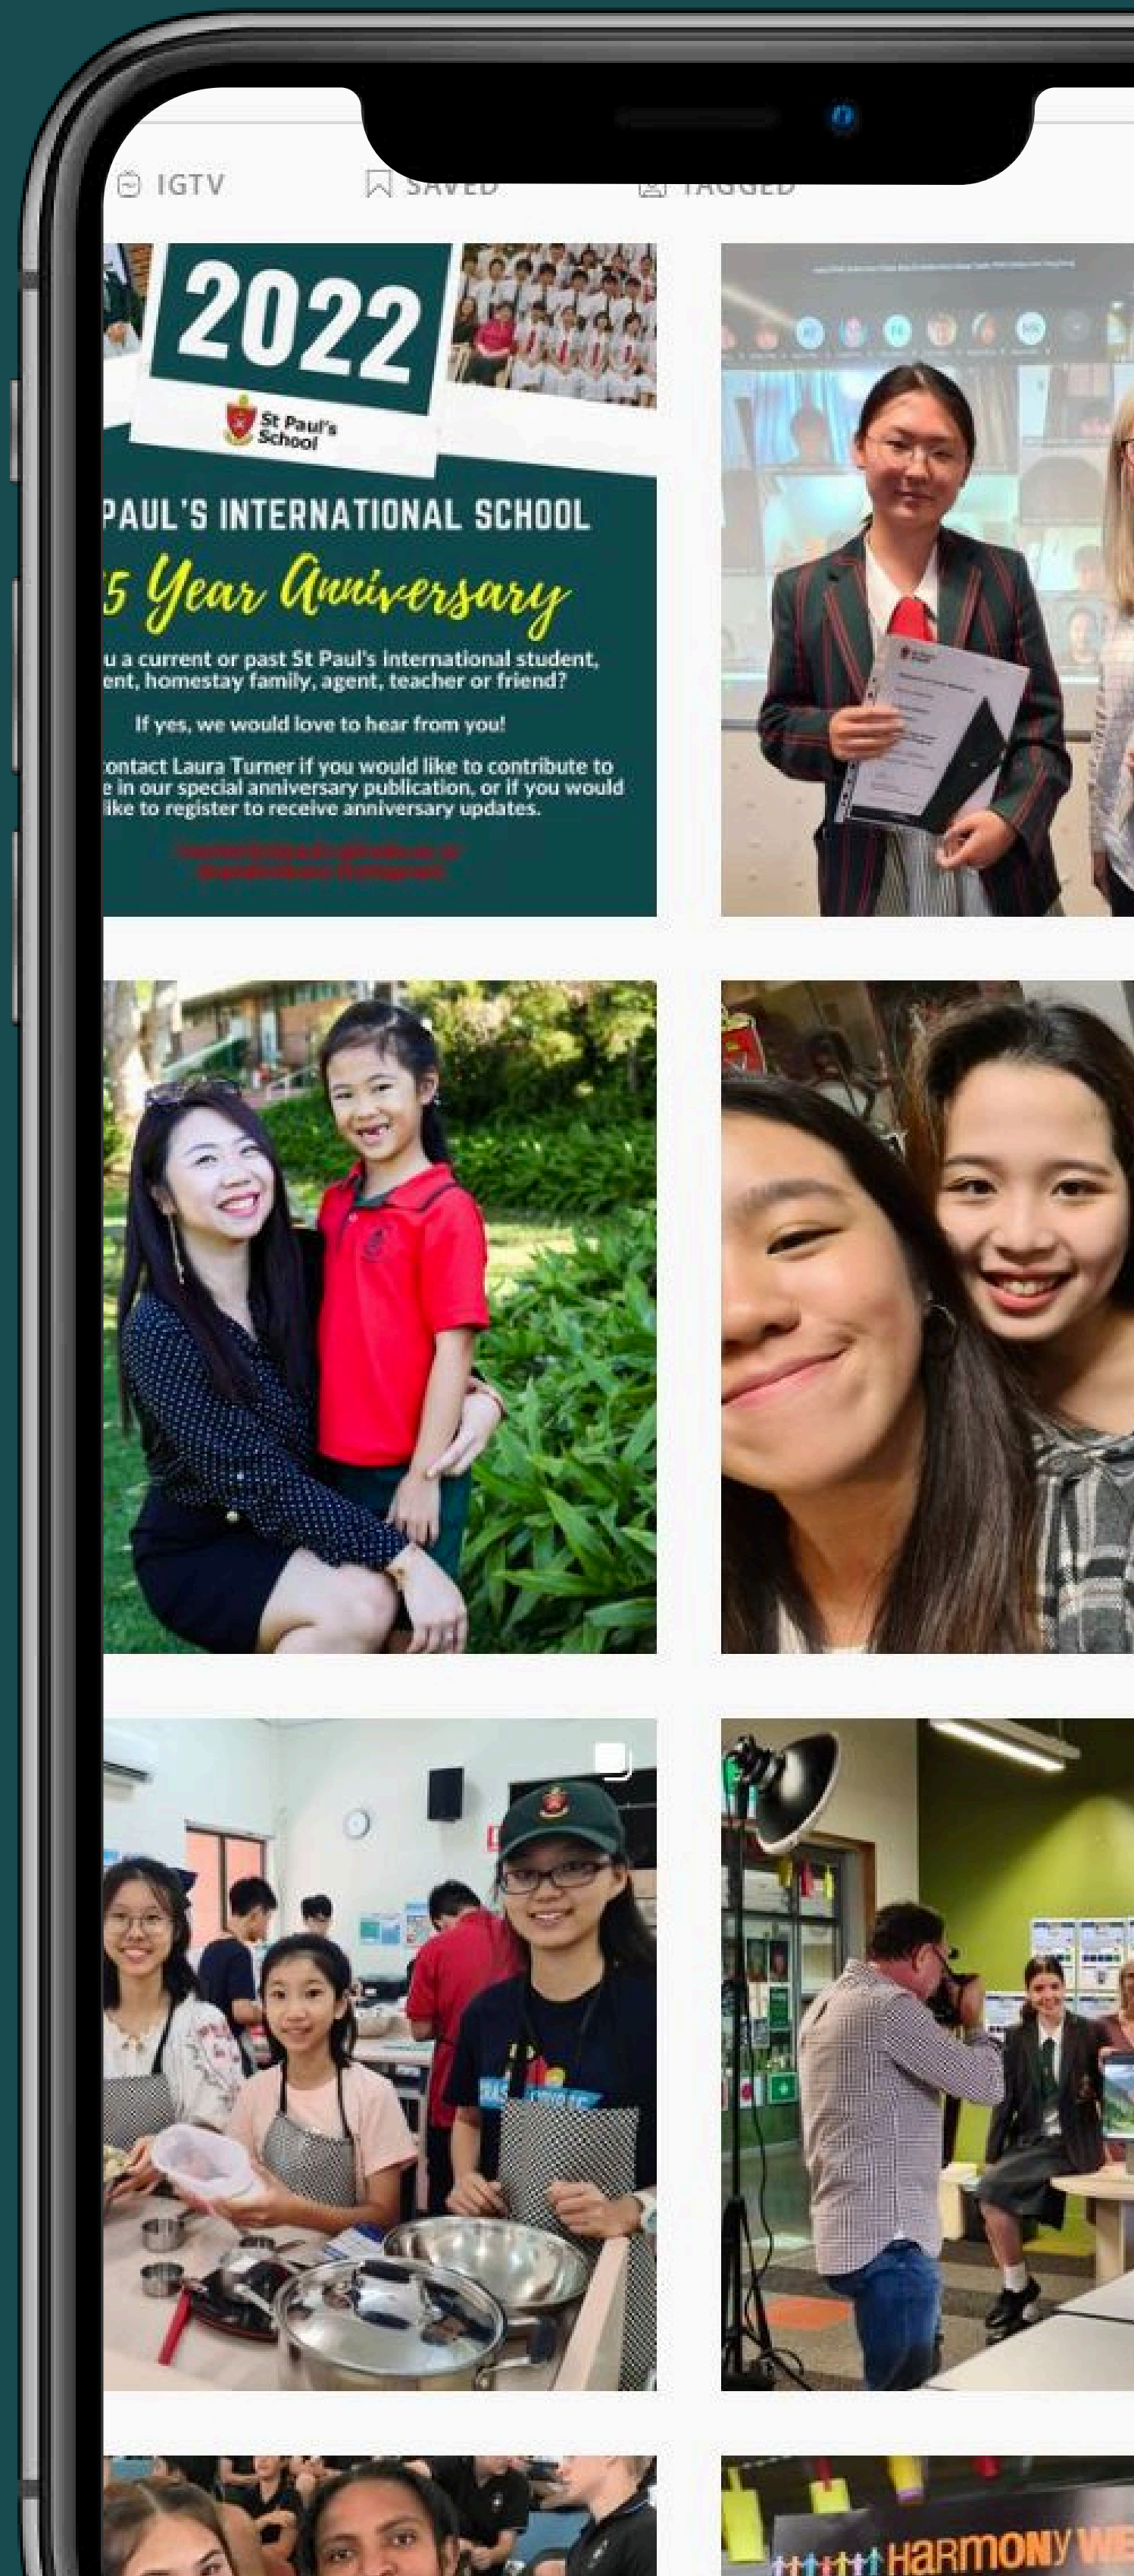 IGTV
SAVED
TAGGED
2022
St Paul's
School
PAUL'S INTERNATIONAL SCHOOL
5 Year Anniversary
u a current or past St Paul's international student,
ent, homestay family, agent, teacher or friend?
If yes, we would love to hear from you!
ontact Laura Turner if you would like to contribute to
e in our special anniversary publication, or if you would
like to register to receive anniversary updates.
HARMONY WE